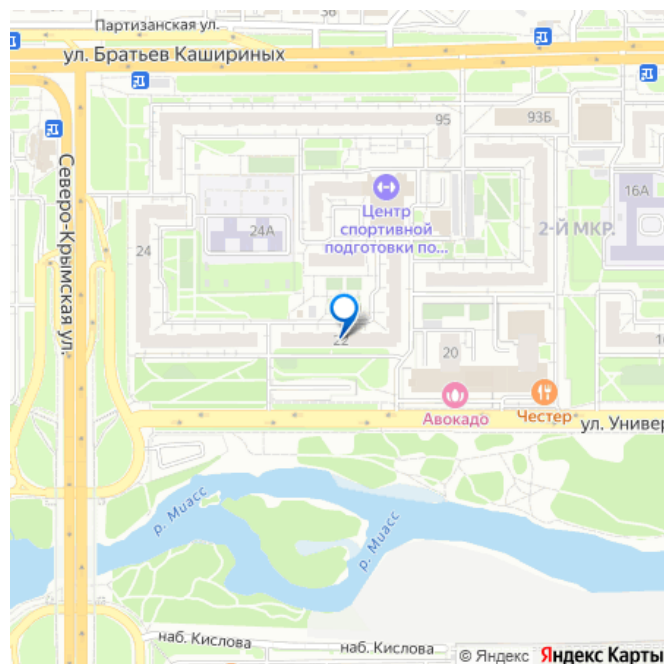 Партизанская ул.
36
ул. Братьев Кашириных
95
93Б
Северо-Крымская ул.
Центр
спортивной
подготовки по...
16А
24А
2-Й МКР.
24
22
20
Авокадо
Честер
ул. Универ
р. Миасс
р. Миасс
наб. Кислова
наб. Кислова
© Яндекс Яндекс Карты